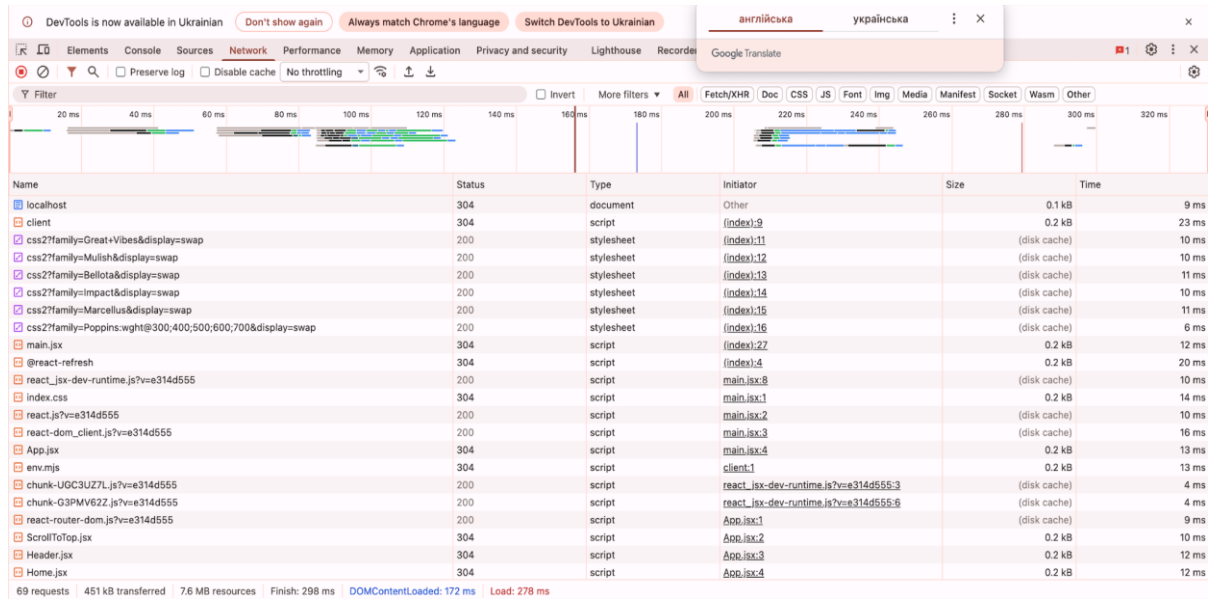 DevTools is now available in Ukrainian Don't show again Always match Chrome's language Switch DevTools to Ukrainian
англійська українська
Google Translate
Elements Console Sources Network Performance Memory Application Privacy and security Lighthouse Recorder 1
Preserve log Disable cache No throttling
Filter Invert More filters All Fetch/XHR Doc CSS JS Font Img Media Manifest Socket Wasm Other
20 ms 40 ms 60 ms 80 ms 100 ms 120 ms 140 ms 160 ms 180 ms 200 ms 220 ms 240 ms 260 ms 280 ms 300 ms 320 ms
Name Status Type Initiator Size Time
localhost 304 document Other 0.1 kB 9 ms
client 304 script (index):9 0.2 kB 23 ms
css2?family=Great+Vibes&display=swap 200 stylesheet (index):11 (disk cache) 10 ms
css2?family=Mulish&display=swap 200 stylesheet (index):12 (disk cache) 10 ms
css2?family=Bellota&display=swap 200 stylesheet (index):13 (disk cache) 11 ms
css2?family=Impact&display=swap 200 stylesheet (index):14 (disk cache) 10 ms
css2?family=Marcellus&display=swap 200 stylesheet (index):15 (disk cache) 11 ms
css2?family=Poppins:wght@300;400;500;600;700&display=swap 200 stylesheet (index):16 (disk cache) 6 ms
main.jsx 304 script (index):27 0.2 kB 12 ms
@react-refresh 304 script (index):4 0.2 kB 20 ms
react_jsx-dev-runtime.js?v=e314d555 200 script main.jsx:8 (disk cache) 10 ms
index.css 304 script main.jsx:1 0.2 kB 14 ms
react.js?v=e314d555 200 script main.jsx:2 (disk cache) 10 ms
react-dom_client.js?v=e314d555 200 script main.jsx:3 (disk cache) 16 ms
App.jsx 304 script main.jsx:4 0.2 kB 13 ms
env.mjs 304 script client:1 0.2 kB 13 ms
chunk-UGC3UZ7L.js?v=e314d555 200 script react_jsx-dev-runtime.js?v=e314d555:3 (disk cache) 4 ms
chunk-G3PMV62Z.js?v=e314d555 200 script react_jsx-dev-runtime.js?v=e314d555:6 (disk cache) 4 ms
react-router-dom.js?v=e314d555 200 script App.jsx:1 (disk cache) 9 ms
ScrollToTop.jsx 304 script App.jsx:2 0.2 kB 10 ms
Header.jsx 304 script App.jsx:3 0.2 kB 12 ms
Home.jsx 304 script App.jsx:4 0.2 kB 12 ms
69 requests 451 kB transferred 7.6 MB resources Finish: 298 ms DOMContentLoaded: 172 ms Load: 278 ms